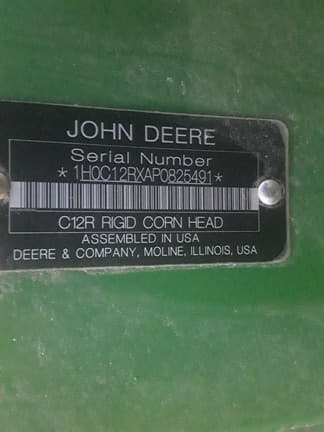 JOHN DEERE
Serial Number
*1H0C12RXAP0825491*
C12R RIGID CORN HEAD
ASSEMBLED IN USA
DEERE & COMPANY, MOLINE, ILLINOIS, USA